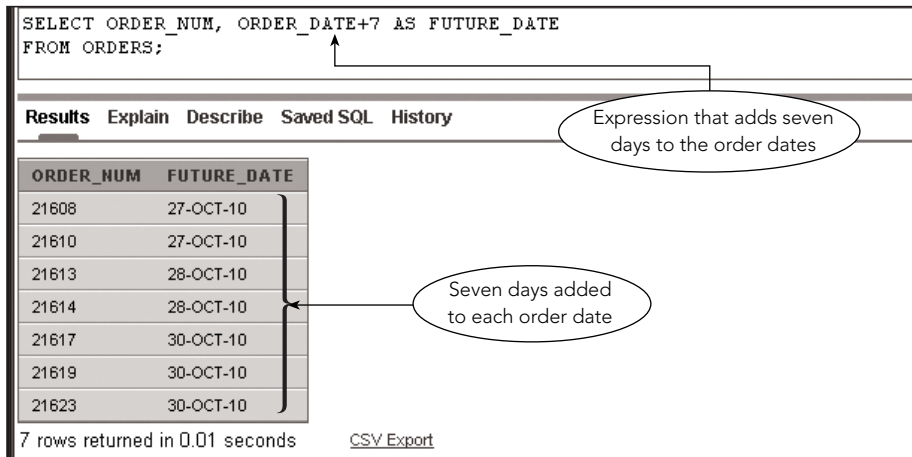 SELECT ORDER_NUM, ORDER_DATE+7 AS FUTURE_DATE
FROM ORDERS;
Results Explain Describe Saved SQL History
Expression that adds seven
days to the order dates
ORDER_NUM FUTURE_DATE
21608 27-OCT-10
21610 27-OCT-10
21613 28-OCT-10
21614 28-OCT-10
21617 30-OCT-10
21619 30-OCT-10
21623 30-OCT-10
Seven days added
to each order date
7 rows returned in 0.01 seconds CSV Export